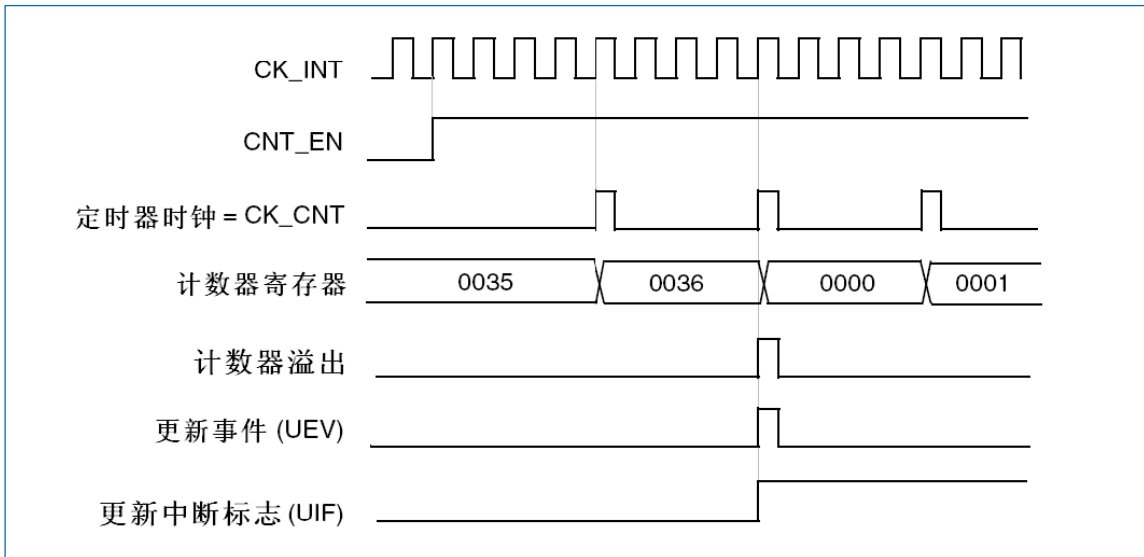 CK_INT
CNT_EN
定时器时钟 = CK_CNT
计数器寄存器 0035 0036 0000 0001
计数器溢出
更新事件 (UEV)
更新中断标志 (UIF)